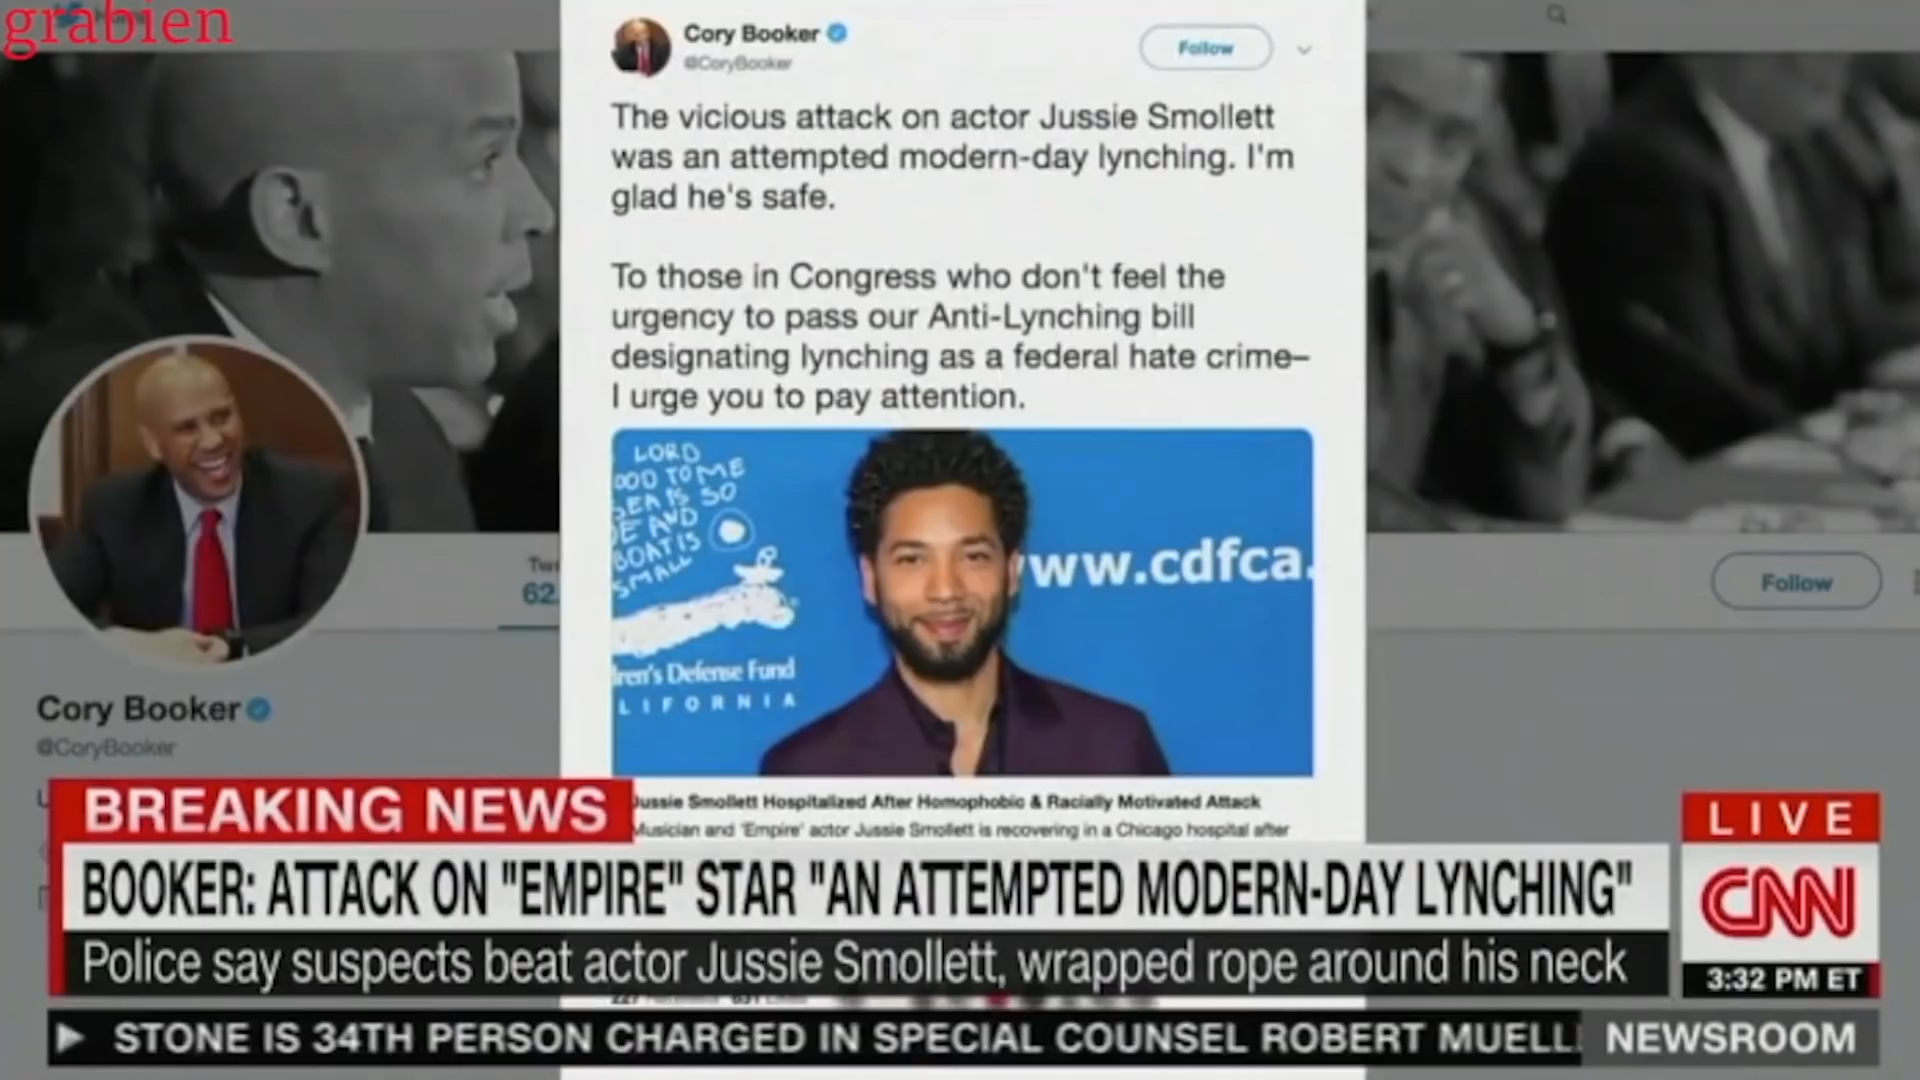 grabien
Cory Booker
@CoryBooker
Follow
The vicious attack on actor Jussie Smollett
was an attempted modern-day lynching. I'm
glad he's safe.
To those in Congress who don't feel the
urgency to pass our Anti-Lynching bill
designating lynching as a federal hate crime–
I urge you to pay attention.
LORD
TO ME
SEA IS SO
AND
BOAT IS
SMALL
www.cdfca.
ren's Defense Fund
LIFORNIA
Jussie Smollett Hospitalized After Homophobic & Racially Motivated Attack
Musician and 'Empire' actor Jussie Smollett is recovering in a Chicago hospital after
62.
Follow
Cory Booker
@CoryBooker
BREAKING NEWS
BOOKER: ATTACK ON "EMPIRE" STAR "AN ATTEMPTED MODERN-DAY LYNCHING"
Police say suspects beat actor Jussie Smollett, wrapped rope around his neck
LIVE
CNN
3:32 PM ET
STONE IS 34TH PERSON CHARGED IN SPECIAL COUNSEL ROBERT MUELL
NEWSROOM